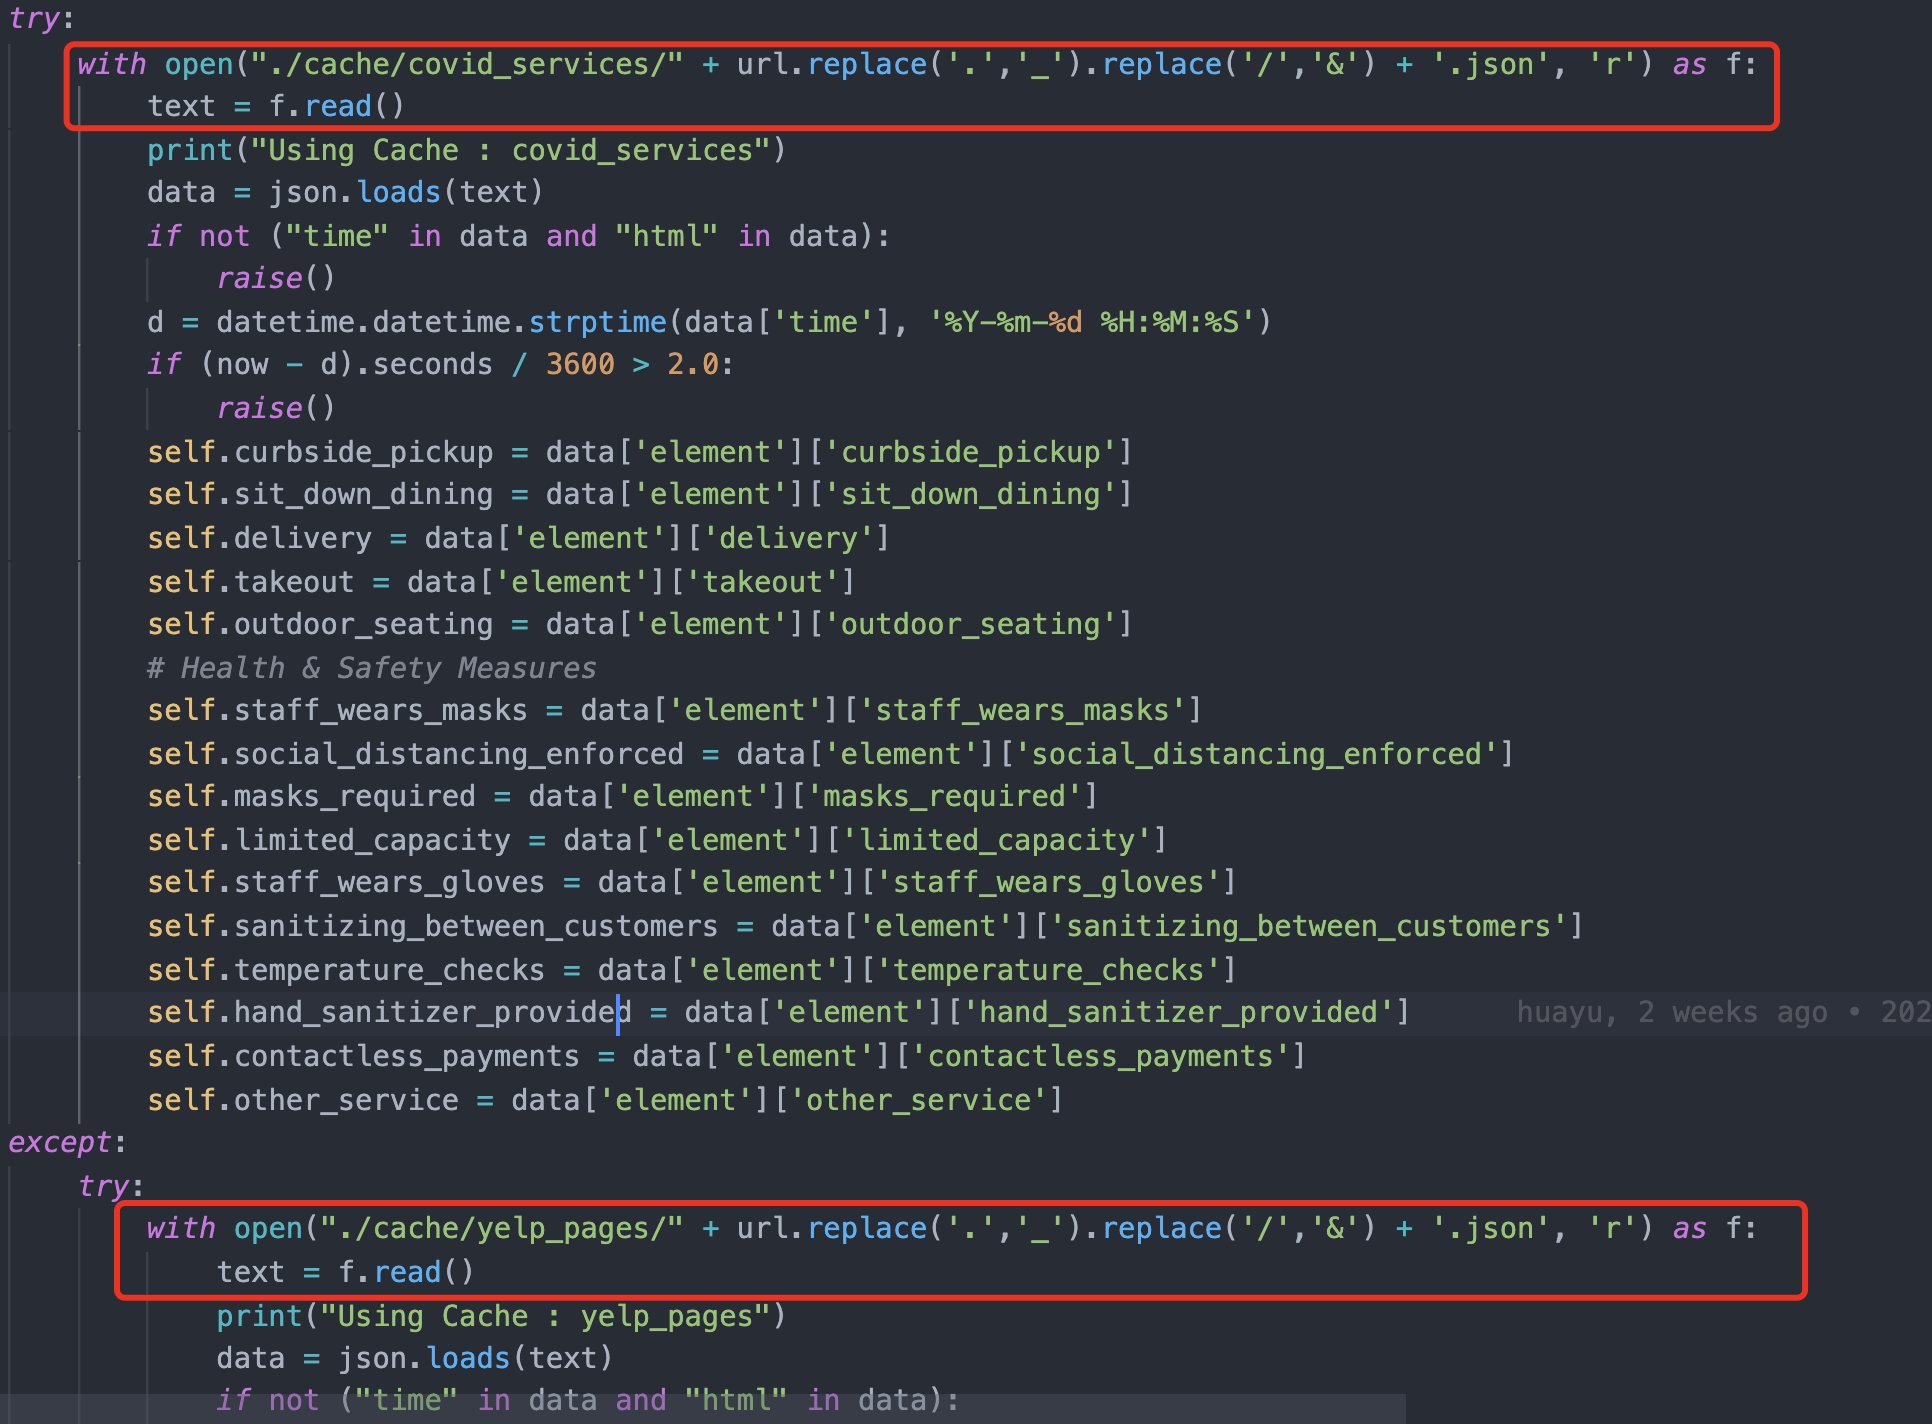 try:
with open("./cache/covid_services/" + url.replace('.','_').replace('/','&') + '.json', 'r') as f:
text = f.read()
print("Using Cache : covid_services")
data = json.loads(text)
if not ("time" in data and "html" in data):
raise()
d = datetime.datetime.strptime(data['time'], '%Y-%m-%d %H:%M:%S')
if (now - d).seconds / 3600 > 2.0:
raise()
self.curbside_pickup = data['element']['curbside_pickup']
self.sit_down_dining = data['element']['sit_down_dining']
self.delivery = data['element']['delivery']
self.takeout = data['element']['takeout']
self.outdoor_seating = data['element']['outdoor_seating']
# Health & Safety Measures
self.staff_wears_masks = data['element']['staff_wears_masks']
self.social_distancing_enforced = data['element']['social_distancing_enforced']
self.masks_required = data['element']['masks_required']
self.limited_capacity = data['element']['limited_capacity']
self.staff_wears_gloves = data['element']['staff_wears_gloves']
self.sanitizing_between_customers = data['element']['sanitizing_between_customers']
self.temperature_checks = data['element']['temperature_checks']
self.hand_sanitizer_provided = data['element']['hand_sanitizer_provided'] huayu, 2 weeks ago • 202
self.contactless_payments = data['element']['contactless_payments']
self.other_service = data['element']['other_service']
except:
try:
with open("./cache/yelp_pages/" + url.replace('.','_').replace('/','&') + '.json', 'r') as f:
text = f.read()
print("Using Cache : yelp_pages")
data = json.loads(text)
if not ("time" in data and "html" in data):